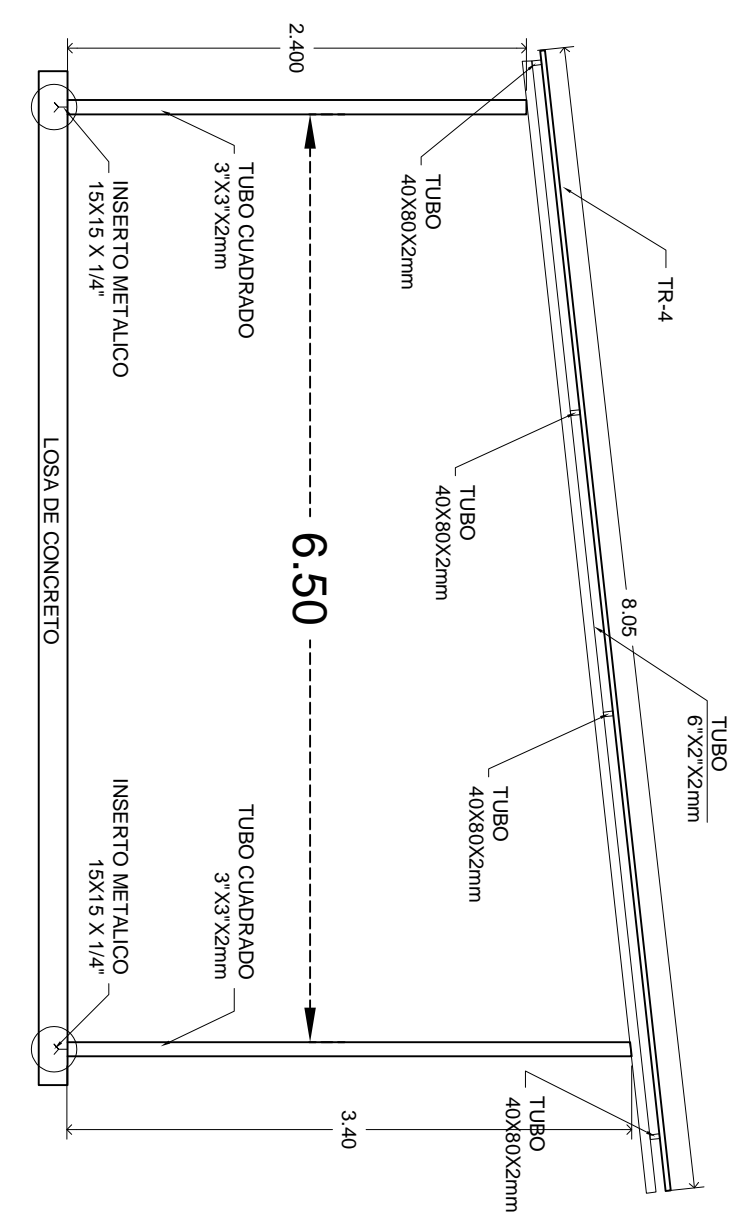 2.400
TUBO
40X80X2mm
TR-4
TUBO CUADRADO
3"X3"X2mm
INSERTO METALICO
15X15 X 1/4"
TUBO
40X80X2mm
8.05
TUBO
6"X2"X2mm
6.50
LOSA DE CONCRETO
TUBO
40X80X2mm
TUBO CUADRADO
3"X3"X2mm
INSERTO METALICO
15X15 X 1/4"
3.40
TUBO
40X80X2mm